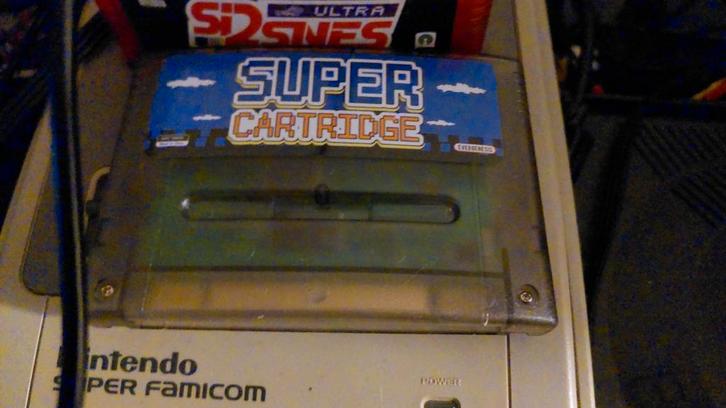 ULTRA
SD2SNES
SUPER
CARTRIDGE
Nintendo
SUPER FAMICOM
POWER